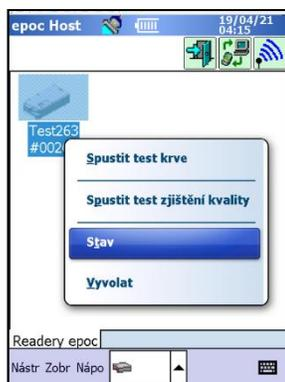 epoc Host
19/04/21
04:15
Test263
Spustit test krve
Spustit test zjištění kvality
Stav
Vyvolat
Readery epoc
Nástr Zobr Nápo